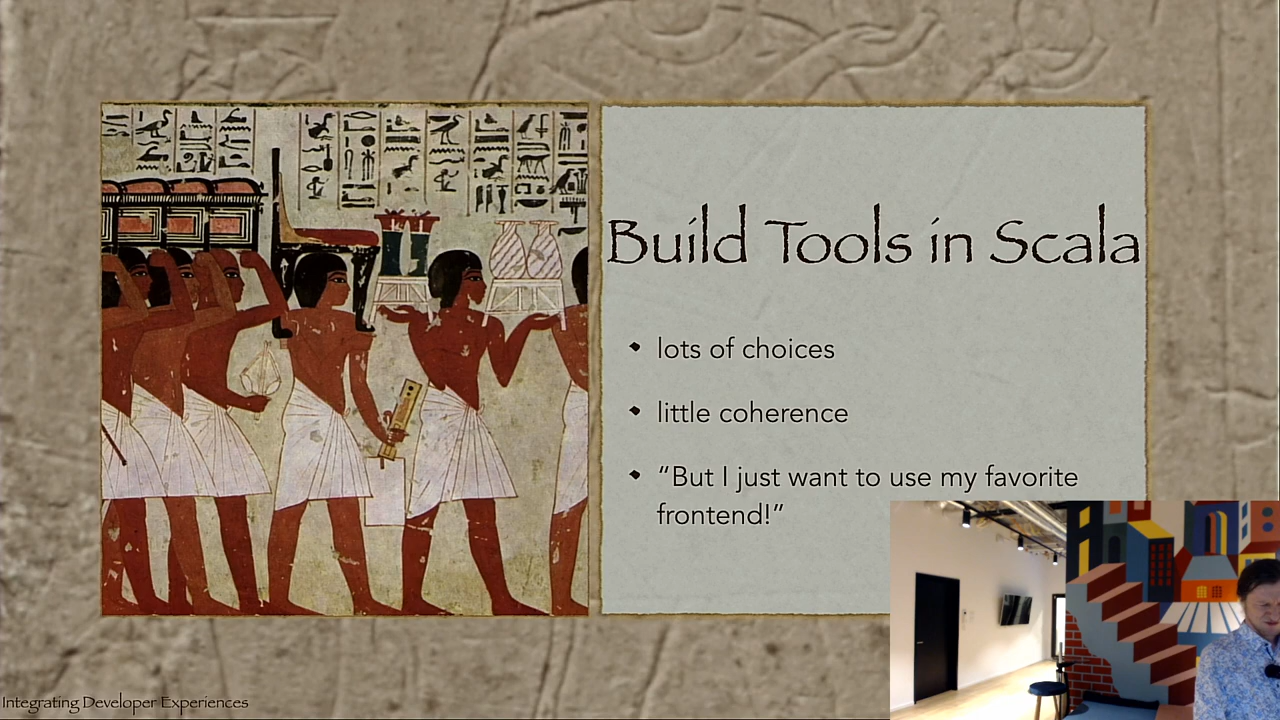 Build Tools in Scala
• lots of choices
• little coherence
• “But I just want to use my favorite
frontend!”
Integrating Developer Experiences